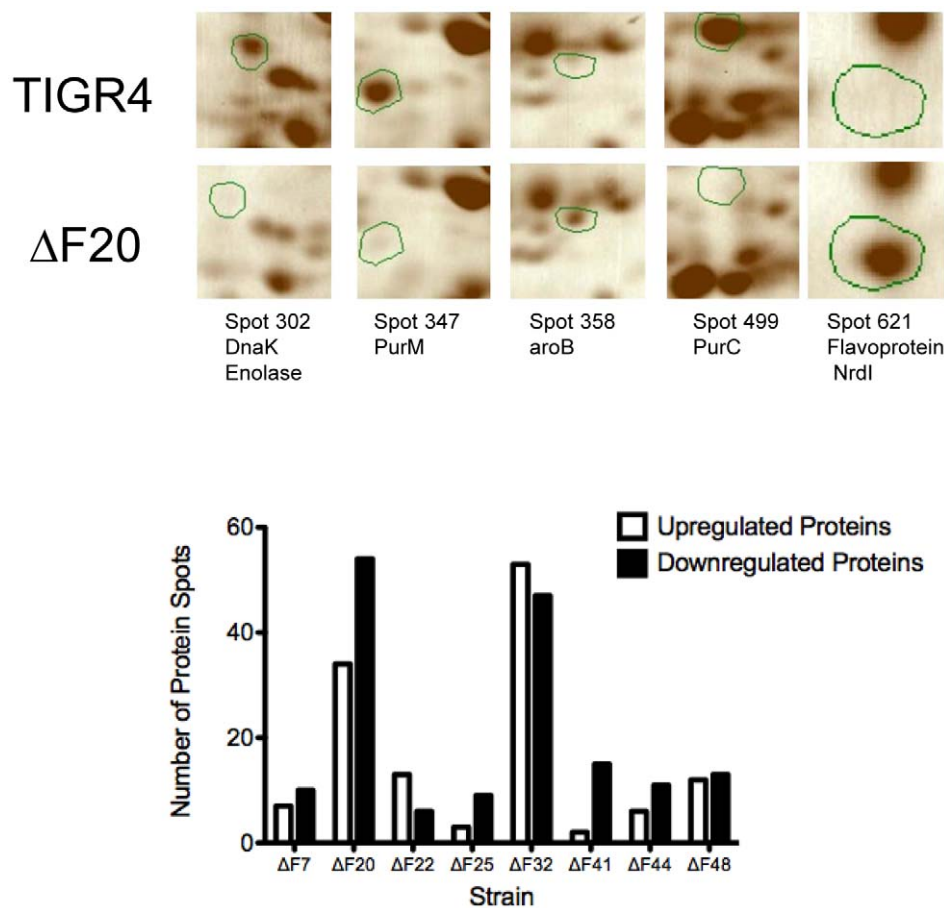 TIGR4
ΔF20
Spot 302
DnaK
Enolase
Spot 347
PurM
Spot 358
aroB
Spot 499
PurC
Spot 621
Flavoprotein
NrdI
Upregulated Proteins
Downregulated Proteins
Number of Protein Spots
60
40
20
0
ΔF7 ΔF20 ΔF22 ΔF25 ΔF32 ΔF41 ΔF44 ΔF48
Strain